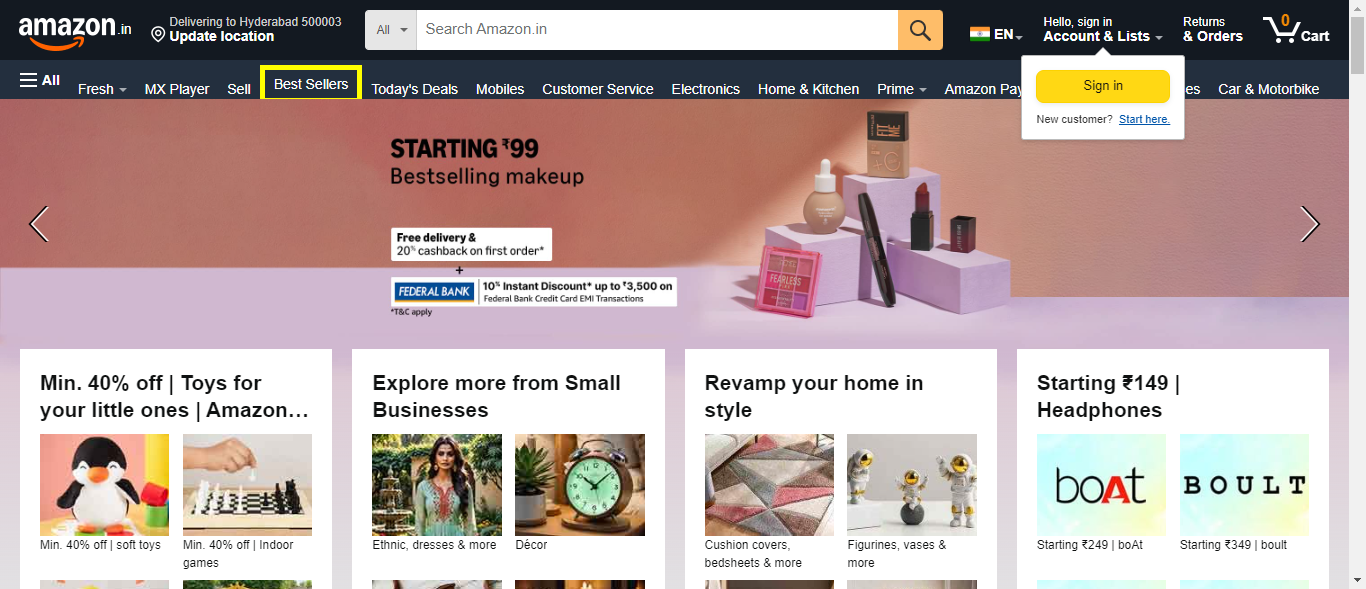 amazon.in
Delivering to Hyderabad 500003
Update location
All
Search Amazon.in
EN
Hello, sign in
Account & Lists
Returns
& Orders
0
Cart
All
Fresh
MX Player
Sell
Best Sellers
Today's Deals
Mobiles
Customer Service
Electronics
Home & Kitchen
Prime
Amazon Pay
es
Car & Motorbike
Sign in
New customer? Start here.
STARTING ₹99
Bestselling makeup
Free delivery &
20% cashback on first order*
+
FEDERAL BANK
10% Instant Discount* up to ₹3,500 on
Federal Bank Credit Card EMI Transactions
*T&C apply
FIT
ME
FEARLESS
Min. 40% off | Toys for
your little ones | Amazon…
Explore more from Small
Businesses
Revamp your home in
style
Starting ₹149 |
Headphones
boAt
BOULT
Min. 40% off | soft toys
Min. 40% off | Indoor
games
Ethnic, dresses & more
Décor
Cushion covers,
bedsheets & more
Figurines, vases &
more
Starting ₹249 | boAt
Starting ₹349 | boult